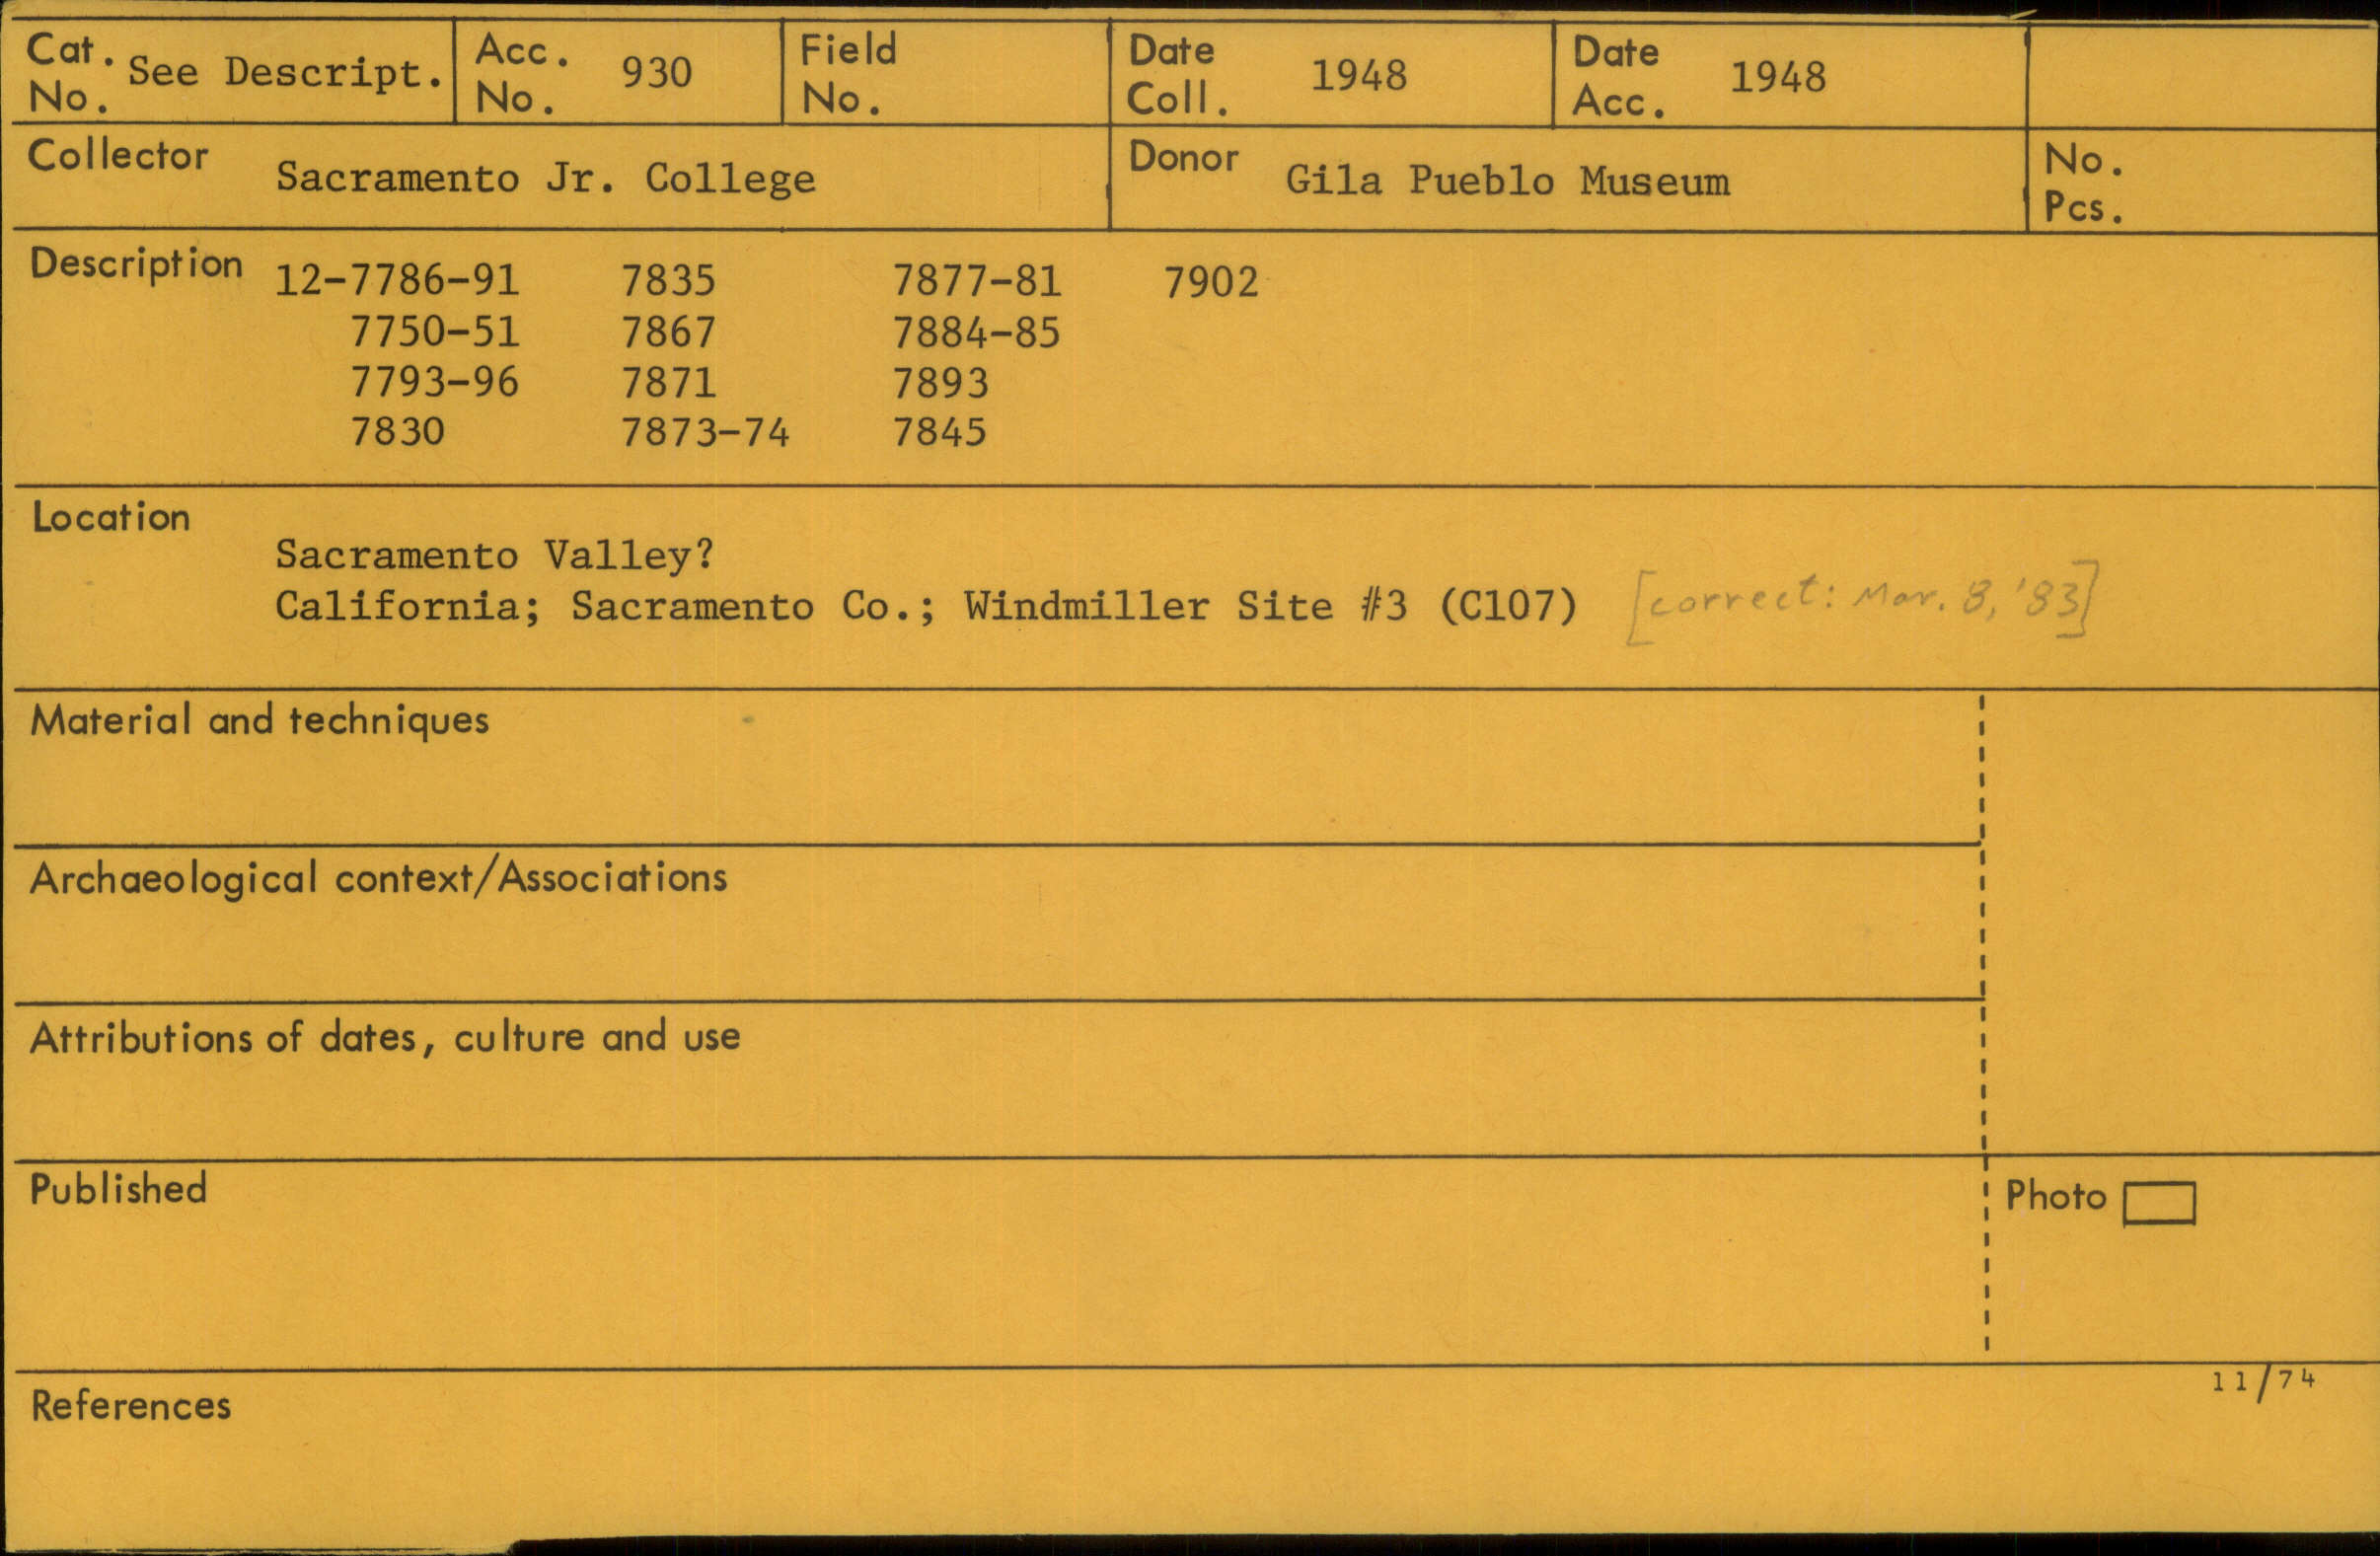 Cat. No. See Descript.
Acc. No. 930
Field No.
Date Coll. 1948
Date Acc. 1948
Collector Sacramento Jr. College
Donor Gila Pueblo Museum
No. Pcs.
Description 12-7786-91 7835 7877-81 7902
7750-51 7867 7884-85
7793-96 7871 7893
7830 7873-74 7845
Location
Sacramento Valley?
California; Sacramento Co.; Windmiller Site #3 (C107) [correct: Mar. 8, '83]
Material and techniques
Archaeological context/Associations
Attributions of dates, culture and use
Published
Photo
11/74
References